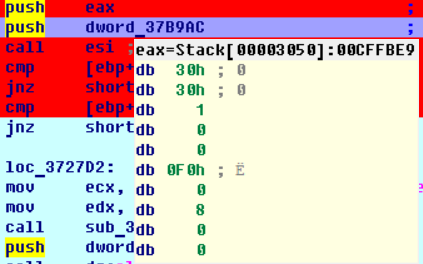 push eax ;
push dword_37B9AC ;
call esi ;
cmp [ebp+
jnz short
cmp [ebp+
jnz short
loc_3727D2:
mov ecx,
mov edx,
call sub_3
push dword
eax=Stack[00003050]:00CFFBE9
db 30h ; 0
db 30h ; 0
db 1
db 0
db 0
db 0F0h ; Ë
db 0
db 8
db 0
db 0